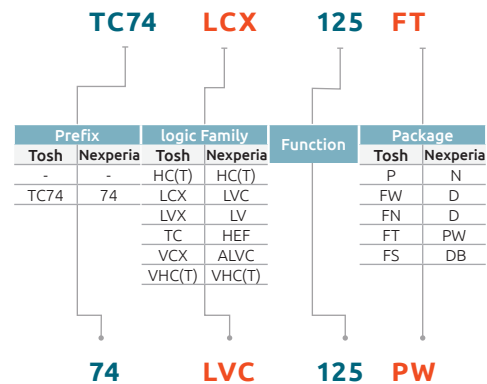 TC74 LCX 125 FT
Prefix logic Family Function Package
Tosh Nexperia Tosh Nexperia Tosh Nexperia
- - HC(T) HC(T) P N
TC74 74 LCX LVC FW D
LVX LV FN D
TC HEF FT PW
VCX ALVC FS DB
VHC(T) VHC(T)
74 LVC 125 PW